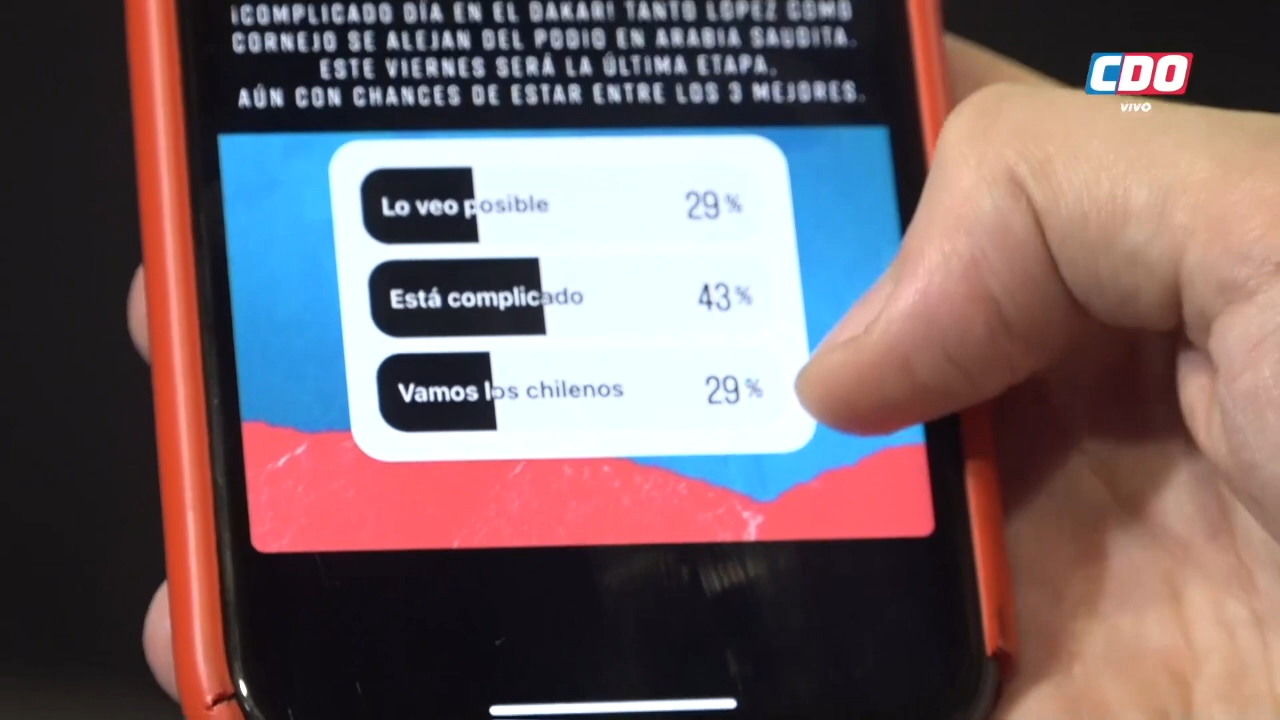 ¡COMPLICADO DÍA EN EL DAKAR! TANTO LÓPEZ COMO
CORNEJO SE ALEJAN DEL PODIO EN ARABIA SAUDITA.
ESTE VIERNES SERÁ LA ÚLTIMA ETAPA.
AÚN CON CHANCES DE ESTAR ENTRE LOS 3 MEJORES.
CDO
VIVO
Lo veo posible 29%
Está complicado 43%
Vamos los chilenos 29%